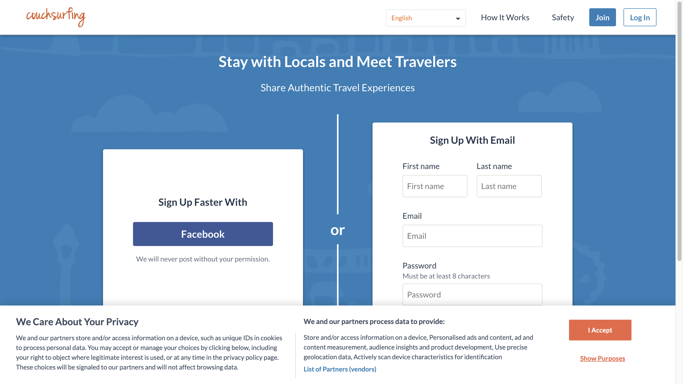 couchsurfing
English
How It Works
Safety
Join
Log In
Stay with Locals and Meet Travelers
Share Authentic Travel Experiences
Sign Up Faster With
Facebook
We will never post without your permission.
or
Sign Up With Email
First name
Last name
First name
Last name
Email
Email
Password
Must be at least 8 characters
Password
We Care About Your Privacy
We and our partners store and/or access information on a device, such as unique IDs in cookies
to process personal data. You may accept or manage your choices by clicking below, including
your right to object where legitimate interest is used, or at any time in the privacy policy page.
These choices will be signaled to our partners and will not affect browsing data.
We and our partners process data to provide:
Store and/or access information on a device, Personalised ads and content, ad and
content measurement, audience insights and product development, Use precise
geolocation data, Actively scan device characteristics for identification
List of Partners (vendors)
I Accept
Show Purposes